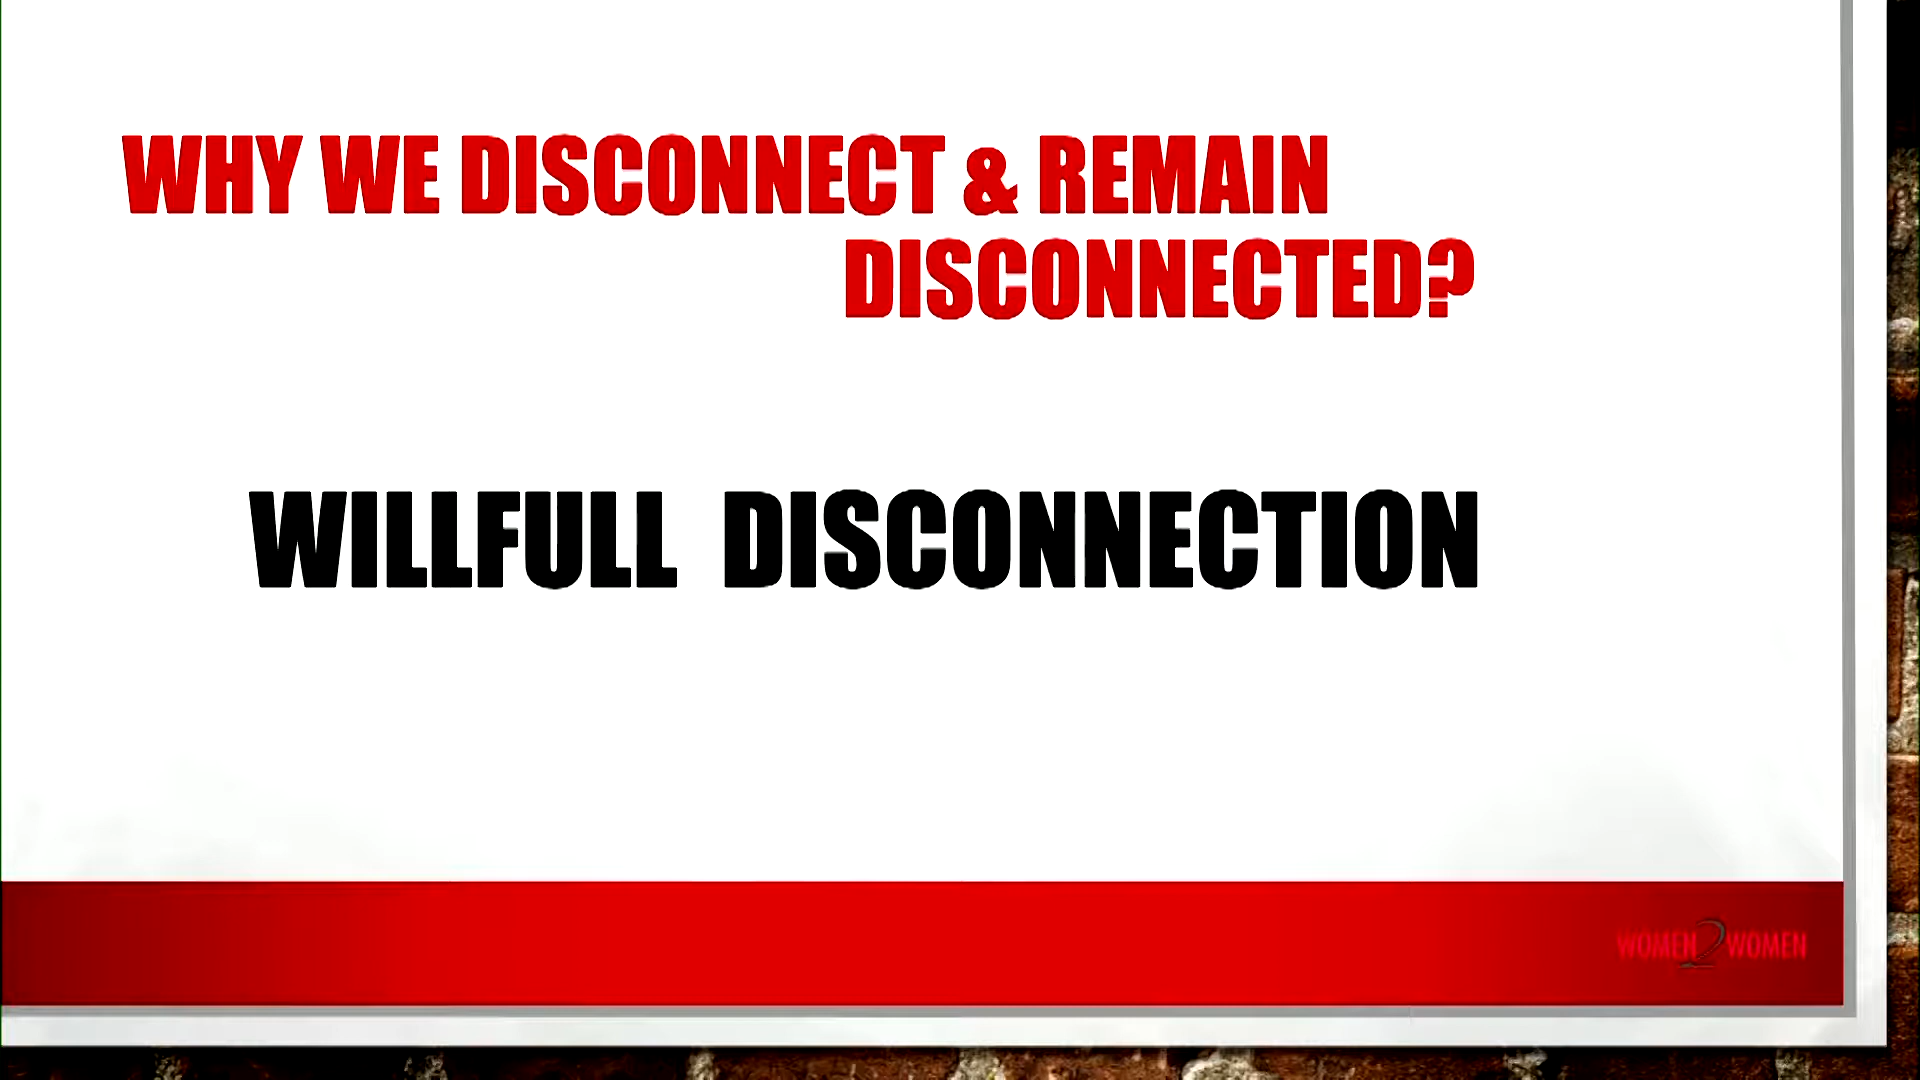 WHY WE DISCONNECT & REMAIN
DISCONNECTED?
WILLFULL DISCONNECTION
WOMEN 2 WOMEN